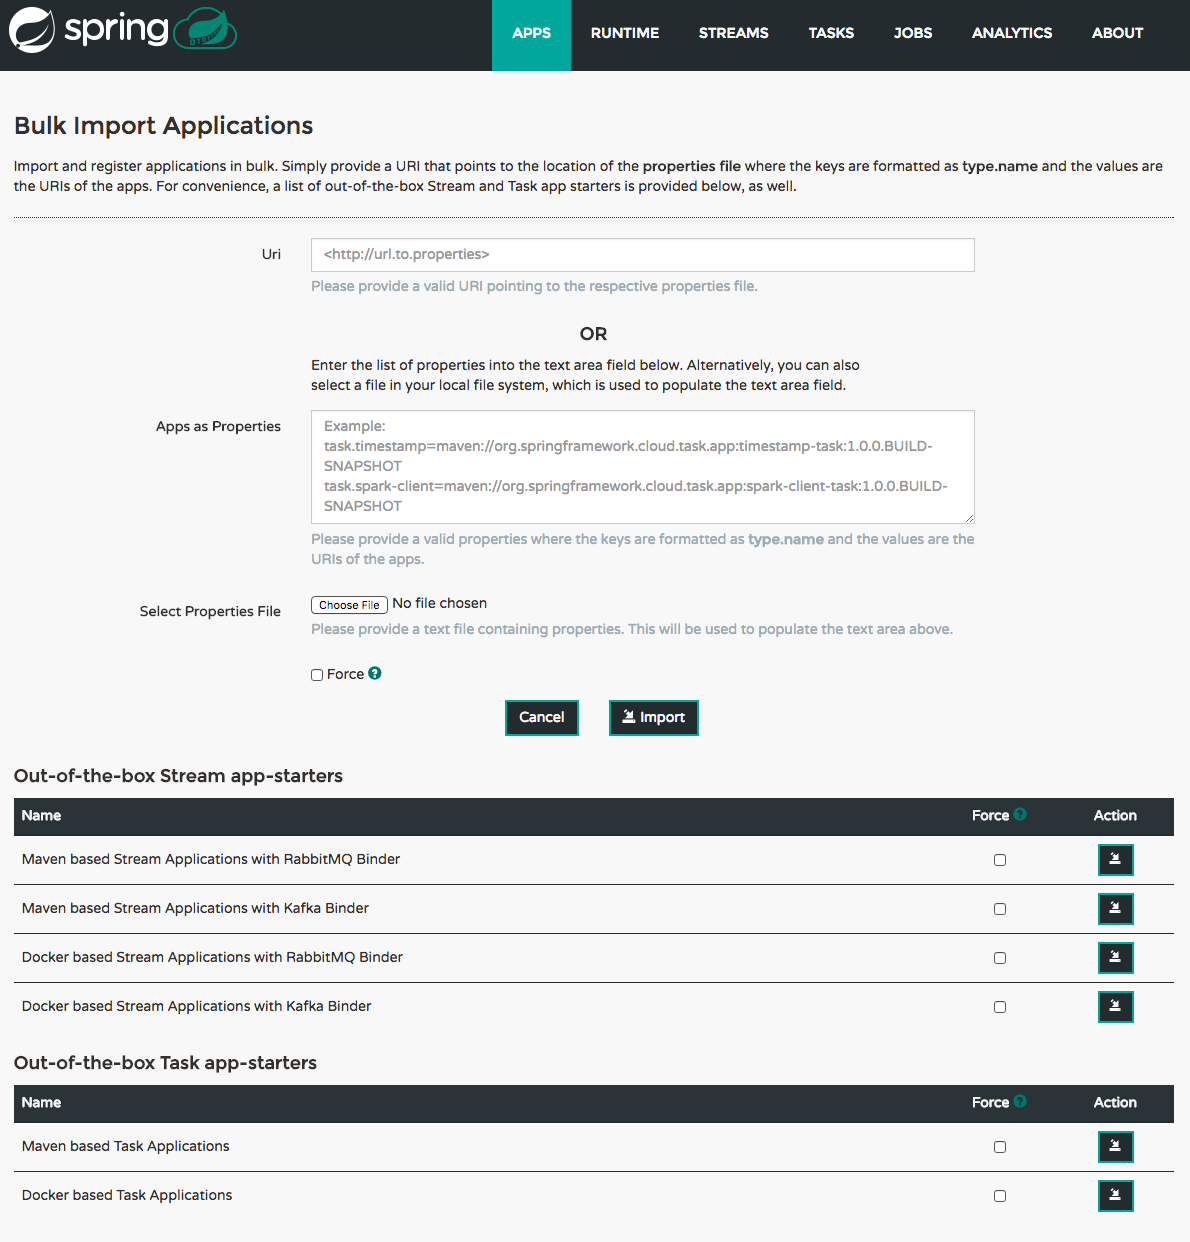 spring
APPS RUNTIME STREAMS TASKS JOBS ANALYTICS ABOUT
Bulk Import Applications
Import and register applications in bulk. Simply provide a URI that points to the location of the properties file where the keys are formatted as type.name and the values are
the URIs of the apps. For convenience, a list of out-of-the-box Stream and Task app starters is provided below, as well.
Uri
<http://url.to.properties>
Please provide a valid URI pointing to the respective properties file.
OR
Enter the list of properties into the text area field below. Alternatively, you can also
select a file in your local file system, which is used to populate the text area field.
Apps as Properties
Example:
task.timestamp=maven://org.springframework.cloud.task.app:timestamp-task:1.0.0.BUILD-
SNAPSHOT
task.spark-client=maven://org.springframework.cloud.task.app:spark-client-task:1.0.0.BUILD-
SNAPSHOT
Please provide a valid properties where the keys are formatted as type.name and the values are the
URIs of the apps.
Select Properties File
Choose File No file chosen
Please provide a text file containing properties. This will be used to populate the text area above.
Force ?
Cancel Import
Out-of-the-box Stream app-starters
Name Force ? Action
Maven based Stream Applications with RabbitMQ Binder
Maven based Stream Applications with Kafka Binder
Docker based Stream Applications with RabbitMQ Binder
Docker based Stream Applications with Kafka Binder
Out-of-the-box Task app-starters
Name Force ? Action
Maven based Task Applications
Docker based Task Applications